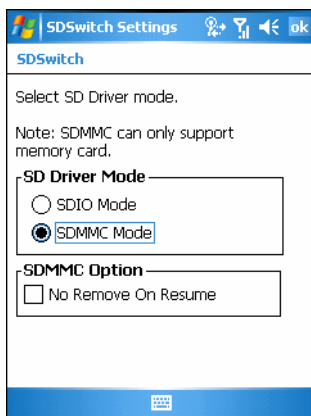 SDSwitch Settings ok
SDSwitch
Select SD Driver mode.
Note: SDMMC can only support
memory card.
SD Driver Mode
SDIO Mode
SDMMC Mode
SDMMC Option
No Remove On Resume